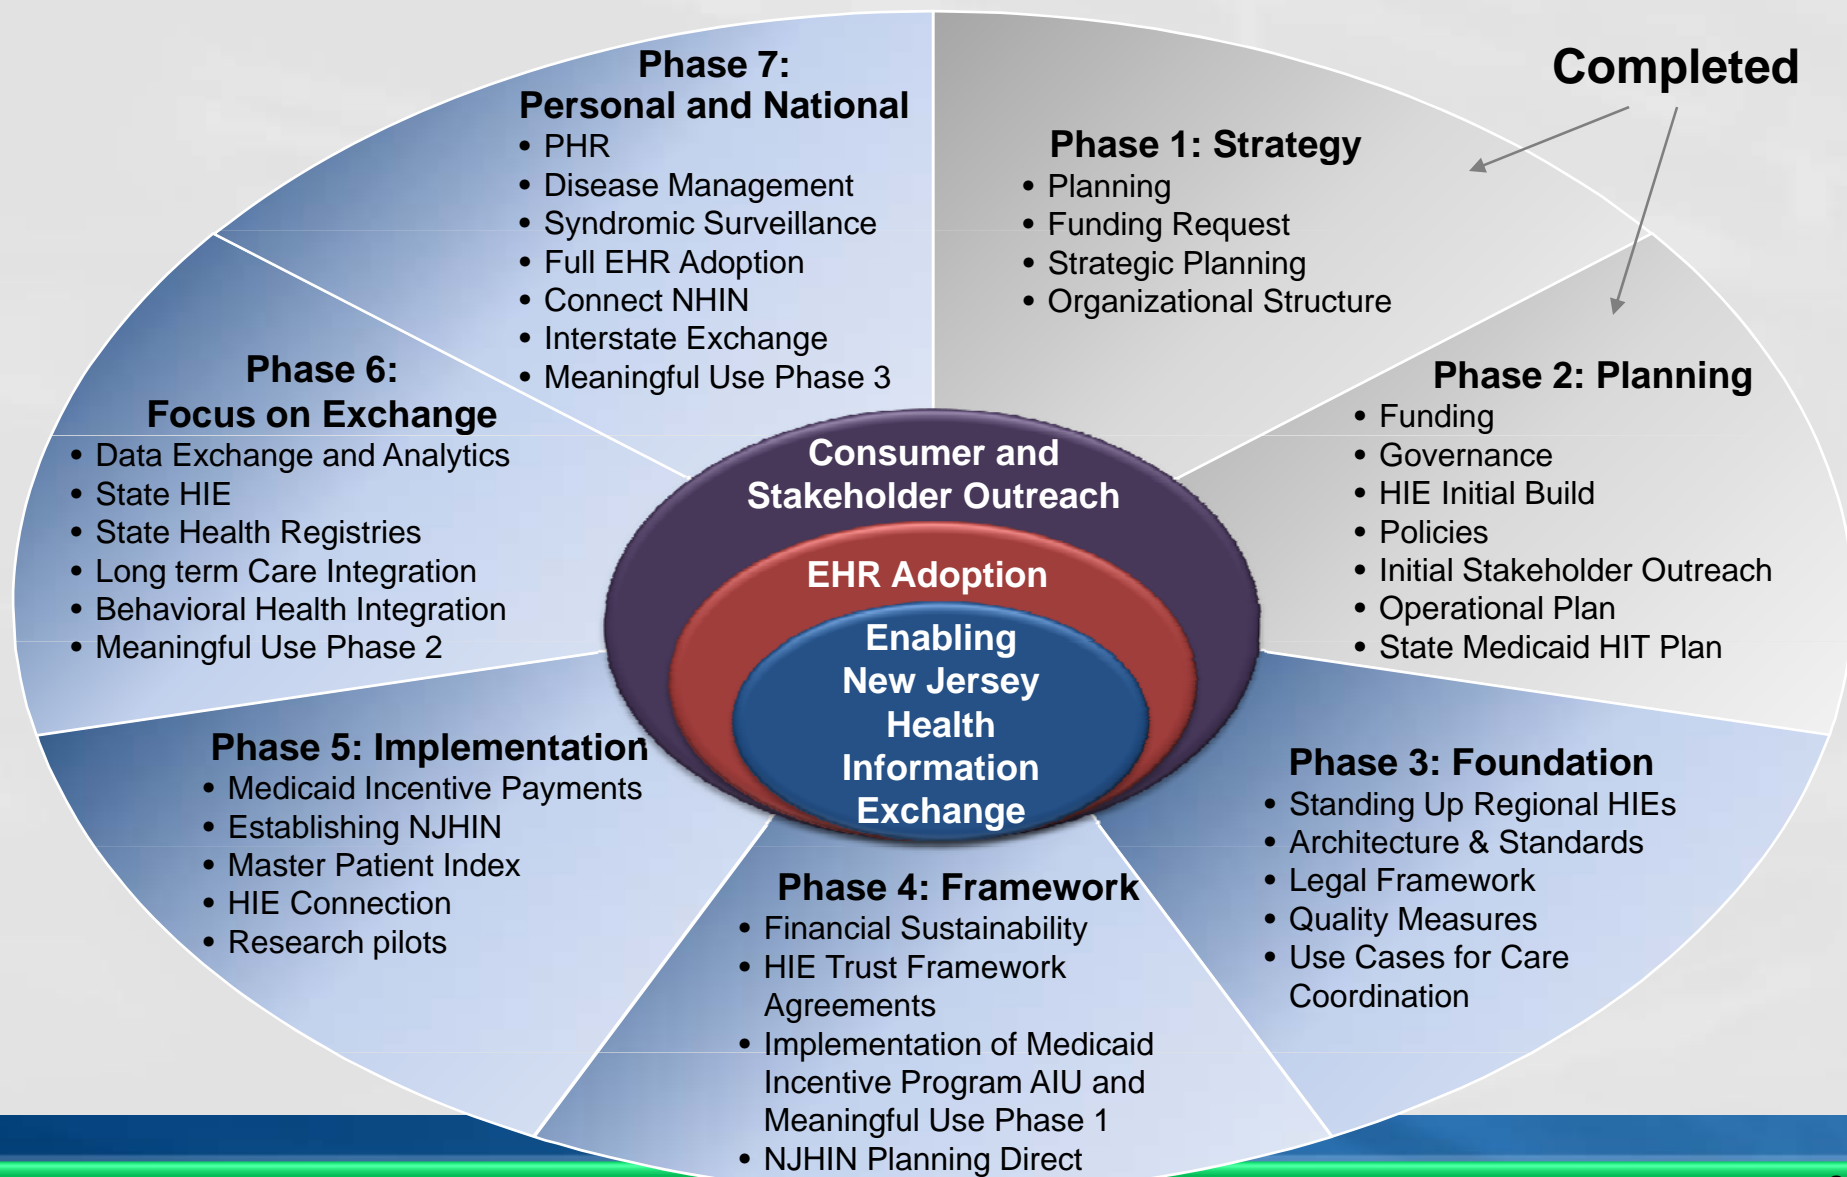 Completed
Phase 1: Strategy
• Planning
• Funding Request
• Strategic Planning
• Organizational Structure
Phase 2: Planning
• Funding
• Governance
• HIE Initial Build
• Policies
• Initial Stakeholder Outreach
• Operational Plan
• State Medicaid HIT Plan
Phase 3: Foundation
• Standing Up Regional HIEs
• Architecture & Standards
• Legal Framework
• Quality Measures
• Use Cases for Care
Coordination
Phase 4: Framework
• Financial Sustainability
• HIE Trust Framework
Agreements
• Implementation of Medicaid
Incentive Program AIU and
Meaningful Use Phase 1
• NJHIN Planning Direct
Phase 5: Implementation
• Medicaid Incentive Payments
• Establishing NJHIN
• Master Patient Index
• HIE Connection
• Research pilots
Phase 6:
Focus on Exchange
• Data Exchange and Analytics
• State HIE
• State Health Registries
• Long term Care Integration
• Behavioral Health Integration
• Meaningful Use Phase 2
Phase 7:
Personal and National
• PHR
• Disease Management
• Syndromic Surveillance
• Full EHR Adoption
• Connect NHIN
• Interstate Exchange
• Meaningful Use Phase 3
Consumer and
Stakeholder Outreach
EHR Adoption
Enabling
New Jersey
Health
Information
Exchange